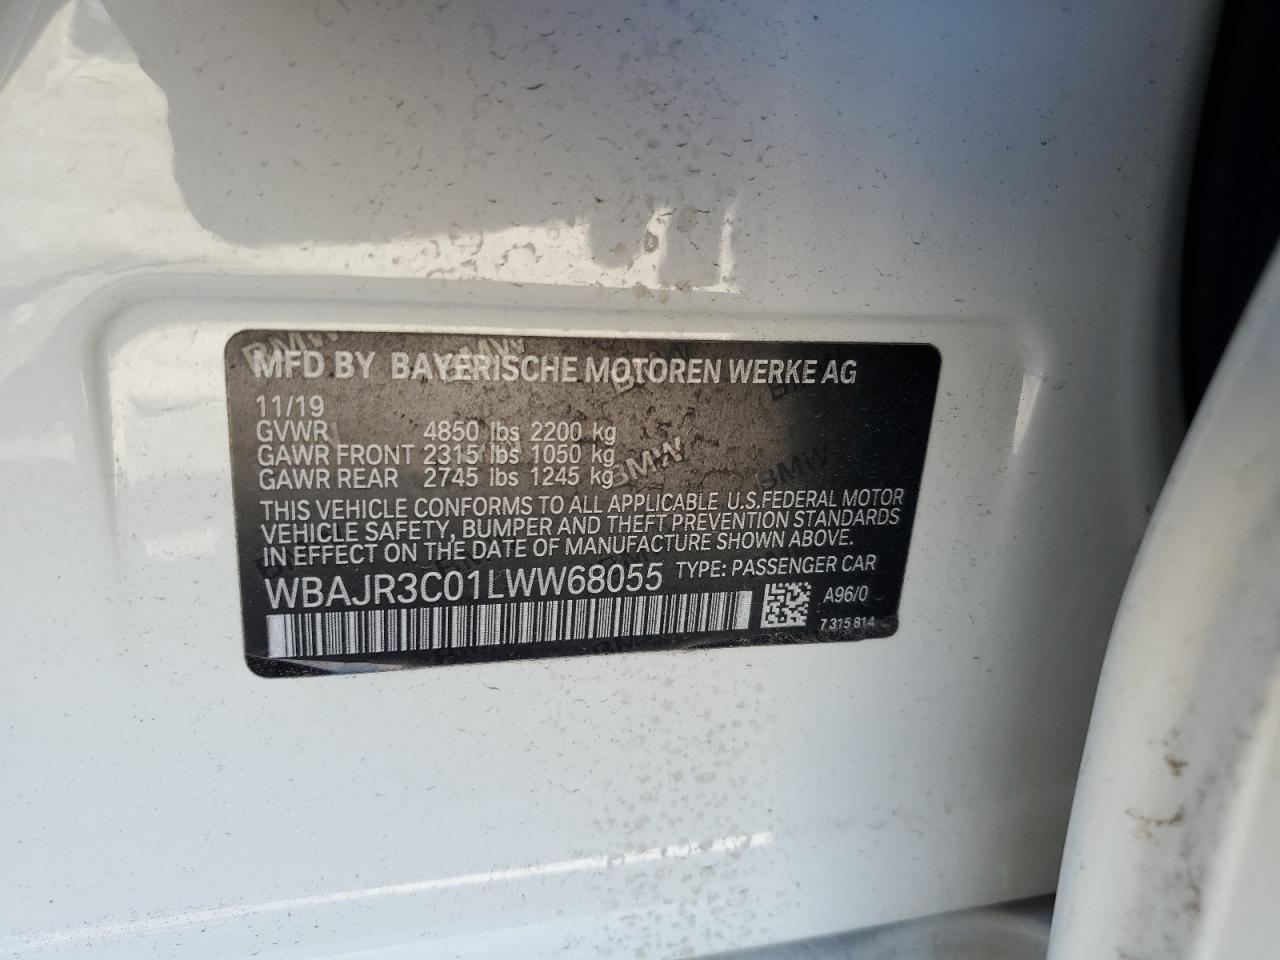 MFD BY BAYERISCHE MOTOREN WERKE AG
11/19
GVWR 4850 lbs 2200 kg
GAWR FRONT 2315 lbs 1050 kg
GAWR REAR 2745 lbs 1245 kg
THIS VEHICLE CONFORMS TO ALL APPLICABLE U.S.FEDERAL MOTOR
VEHICLE SAFETY, BUMPER AND THEFT PREVENTION STANDARDS
IN EFFECT ON THE DATE OF MANUFACTURE SHOWN ABOVE.
WBAJR3C01LWW68055 TYPE: PASSENGER CAR
A96/0
7 315 814